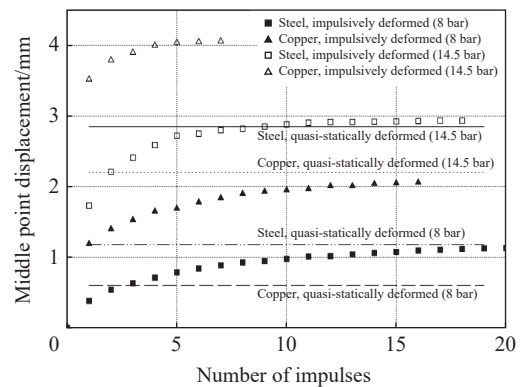 Middle point displacement/mm
4
3
2
1
0
5
10
15
20
Number of impulses
Steel, impulsively deformed (8 bar)
Copper, impulsively deformed (8 bar)
Steel, impulsively deformed (14.5 bar)
Copper, impulsively deformed (14.5 bar)
Steel, quasi-statically deformed (14.5 bar)
Copper, quasi-statically deformed (14.5 bar)
Steel, quasi-statically deformed (8 bar)
Copper, quasi-statically deformed (8 bar)